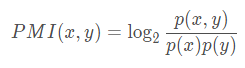 PMI(x, y) = log₂ p(x, y) / p(x)p(y)